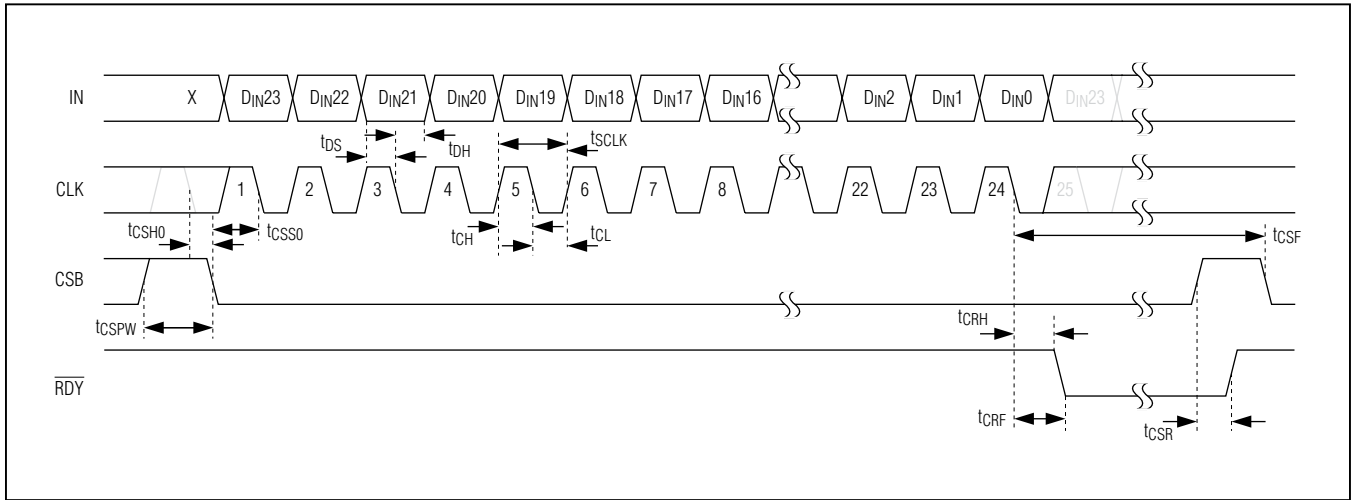 IN X DIN23 DIN22 DIN21 DIN20 DIN19 DIN18 DIN17 DIN16 DIN2 DIN1 DIN0 DIN23
tDS tDH tSCLK
CLK 1 2 3 4 5 6 7 8 22 23 24 25
tCSH0 tCSS0 tCH tCL tCSF
CSB
tCSPW tCRH
RDY
tCRF tCSR